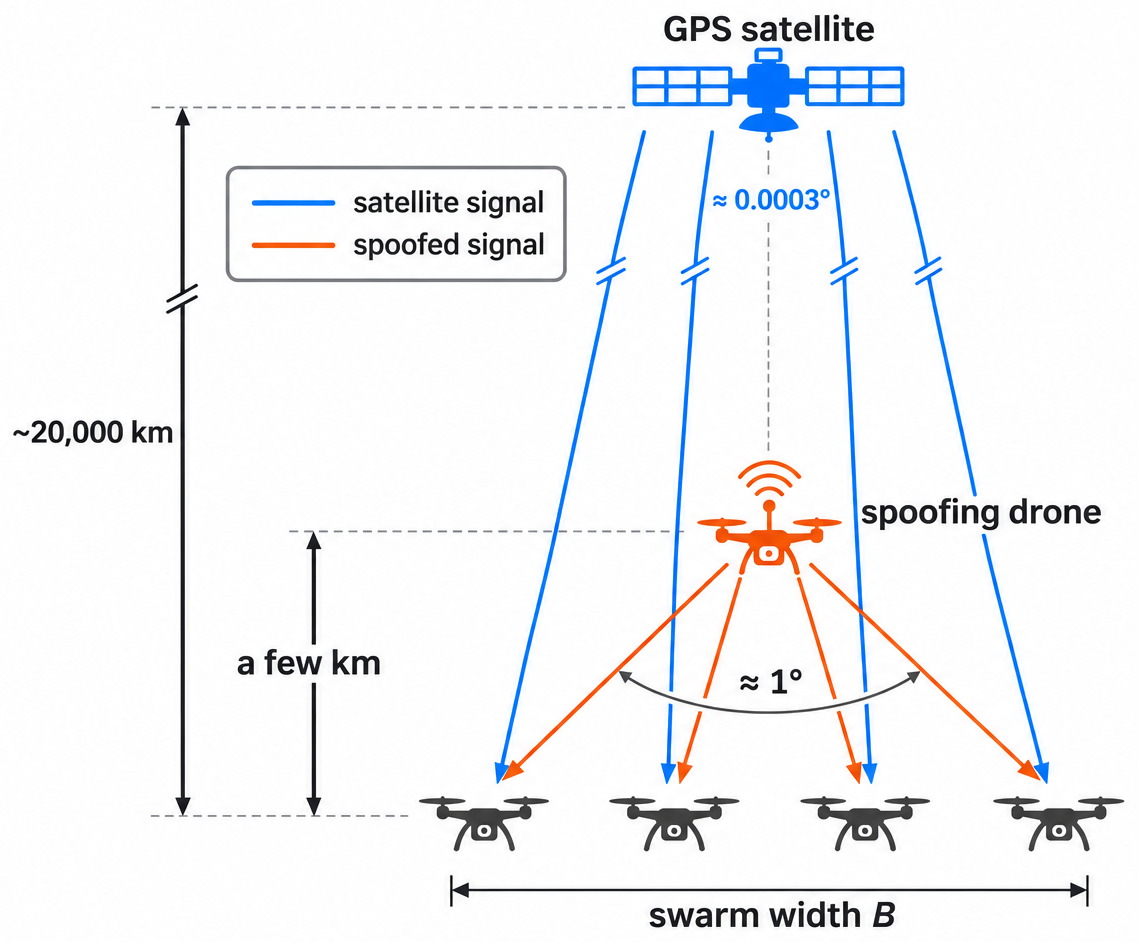 GPS satellite
satellite signal
spoofed signal
≈ 0.0003°
~20,000 km
spoofing drone
a few km
≈ 1°
swarm width B